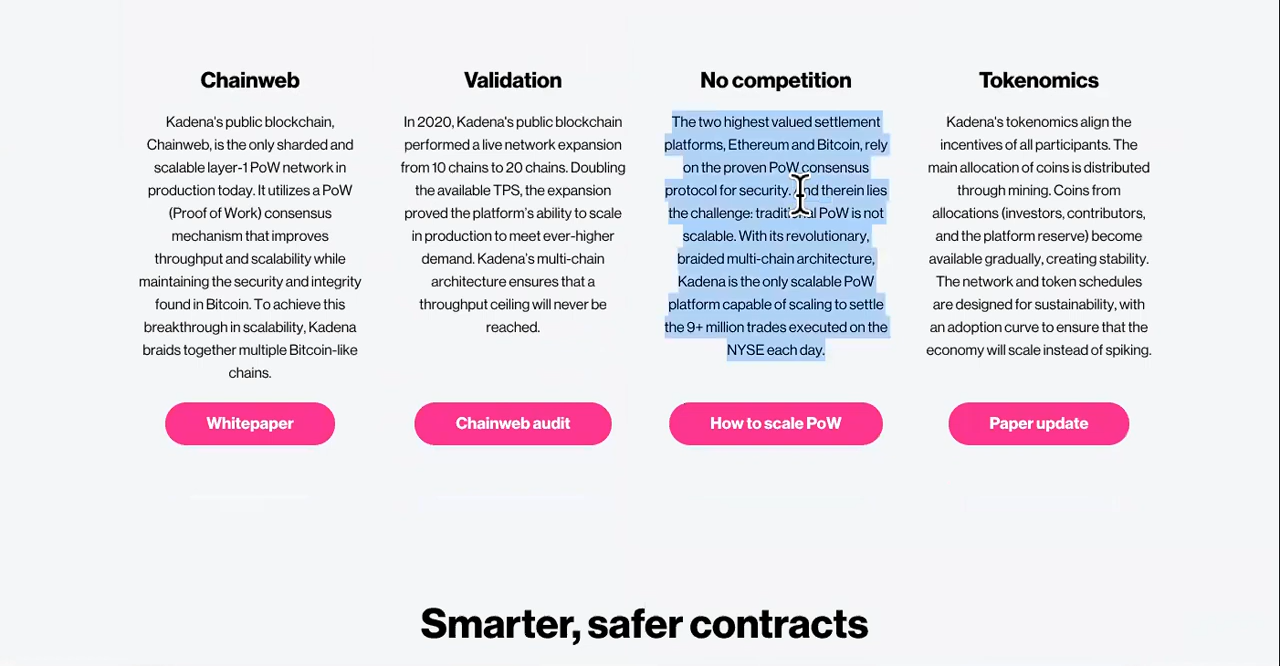 Chainweb
Kadena's public blockchain,
Chainweb, is the only sharded and
scalable layer-1 PoW network in
production today. It utilizes a PoW
(Proof of Work) consensus
mechanism that improves
throughput and scalability while
maintaining the security and integrity
found in Bitcoin. To achieve this
breakthrough in scalability, Kadena
braids together multiple Bitcoin-like
chains.
Whitepaper
Validation
In 2020, Kadena's public blockchain
performed a live network expansion
from 10 chains to 20 chains. Doubling
the available TPS, the expansion
proved the platform's ability to scale
in production to meet ever-higher
demand. Kadena's multi-chain
architecture ensures that a
throughput ceiling will never be
reached.
Chainweb audit
No competition
The two highest valued settlement
platforms, Ethereum and Bitcoin, rely
on the proven PoW consensus
protocol for security. And therein lies
the challenge: traditional PoW is not
scalable. With its revolutionary,
braided multi-chain architecture,
Kadena is the only scalable PoW
platform capable of scaling to settle
the 9+ million trades executed on the
NYSE each day.
How to scale PoW
Tokenomics
Kadena's tokenomics align the
incentives of all participants. The
main allocation of coins is distributed
through mining. Coins from
allocations (investors, contributors,
and the platform reserve) become
available gradually, creating stability.
The network and token schedules
are designed for sustainability, with
an adoption curve to ensure that the
economy will scale instead of spiking.
Paper update
Smarter, safer contracts